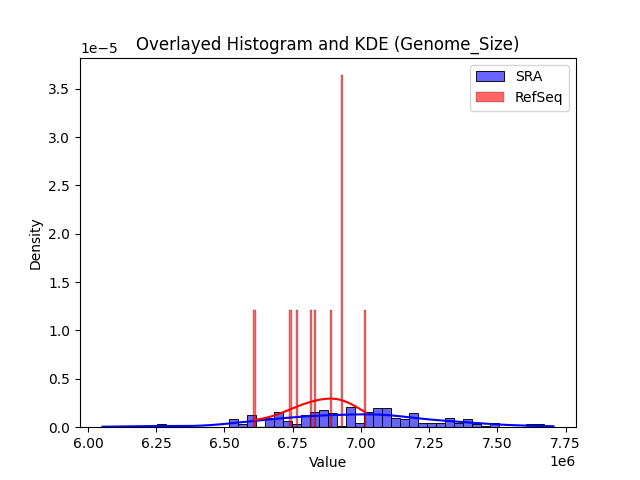 Overlayed Histogram and KDE (Genome_Size)
1e−5
SRA
RefSeq
3.5
3.0
2.5
2.0
1.5
1.0
0.5
0.0
Density
6.00 6.25 6.50 6.75 7.00 7.25 7.50 7.75
Value
1e6